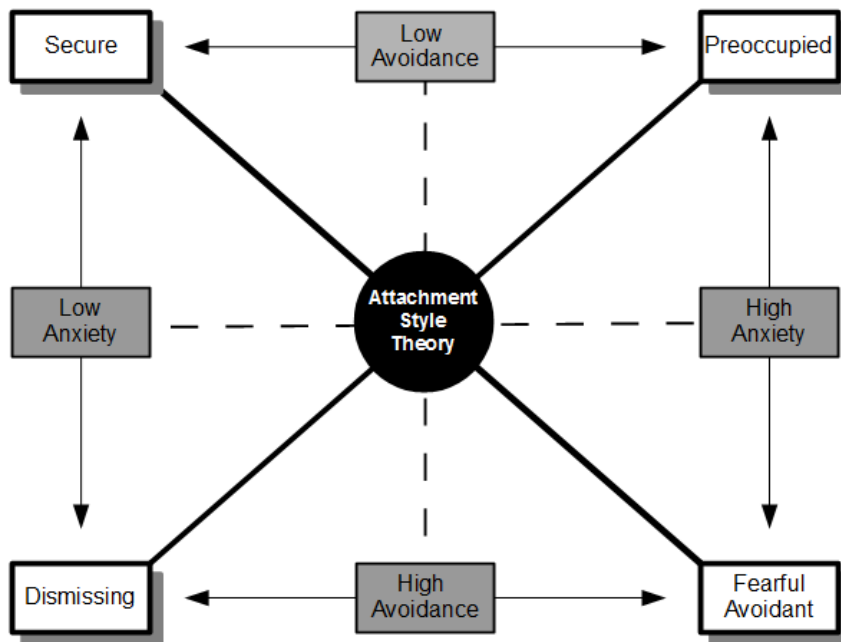 Secure
Low
Avoidance
Preoccupied
Low
Anxiety
Attachment
Style
Theory
High
Anxiety
Dismissing
High
Avoidance
Fearful
Avoidant